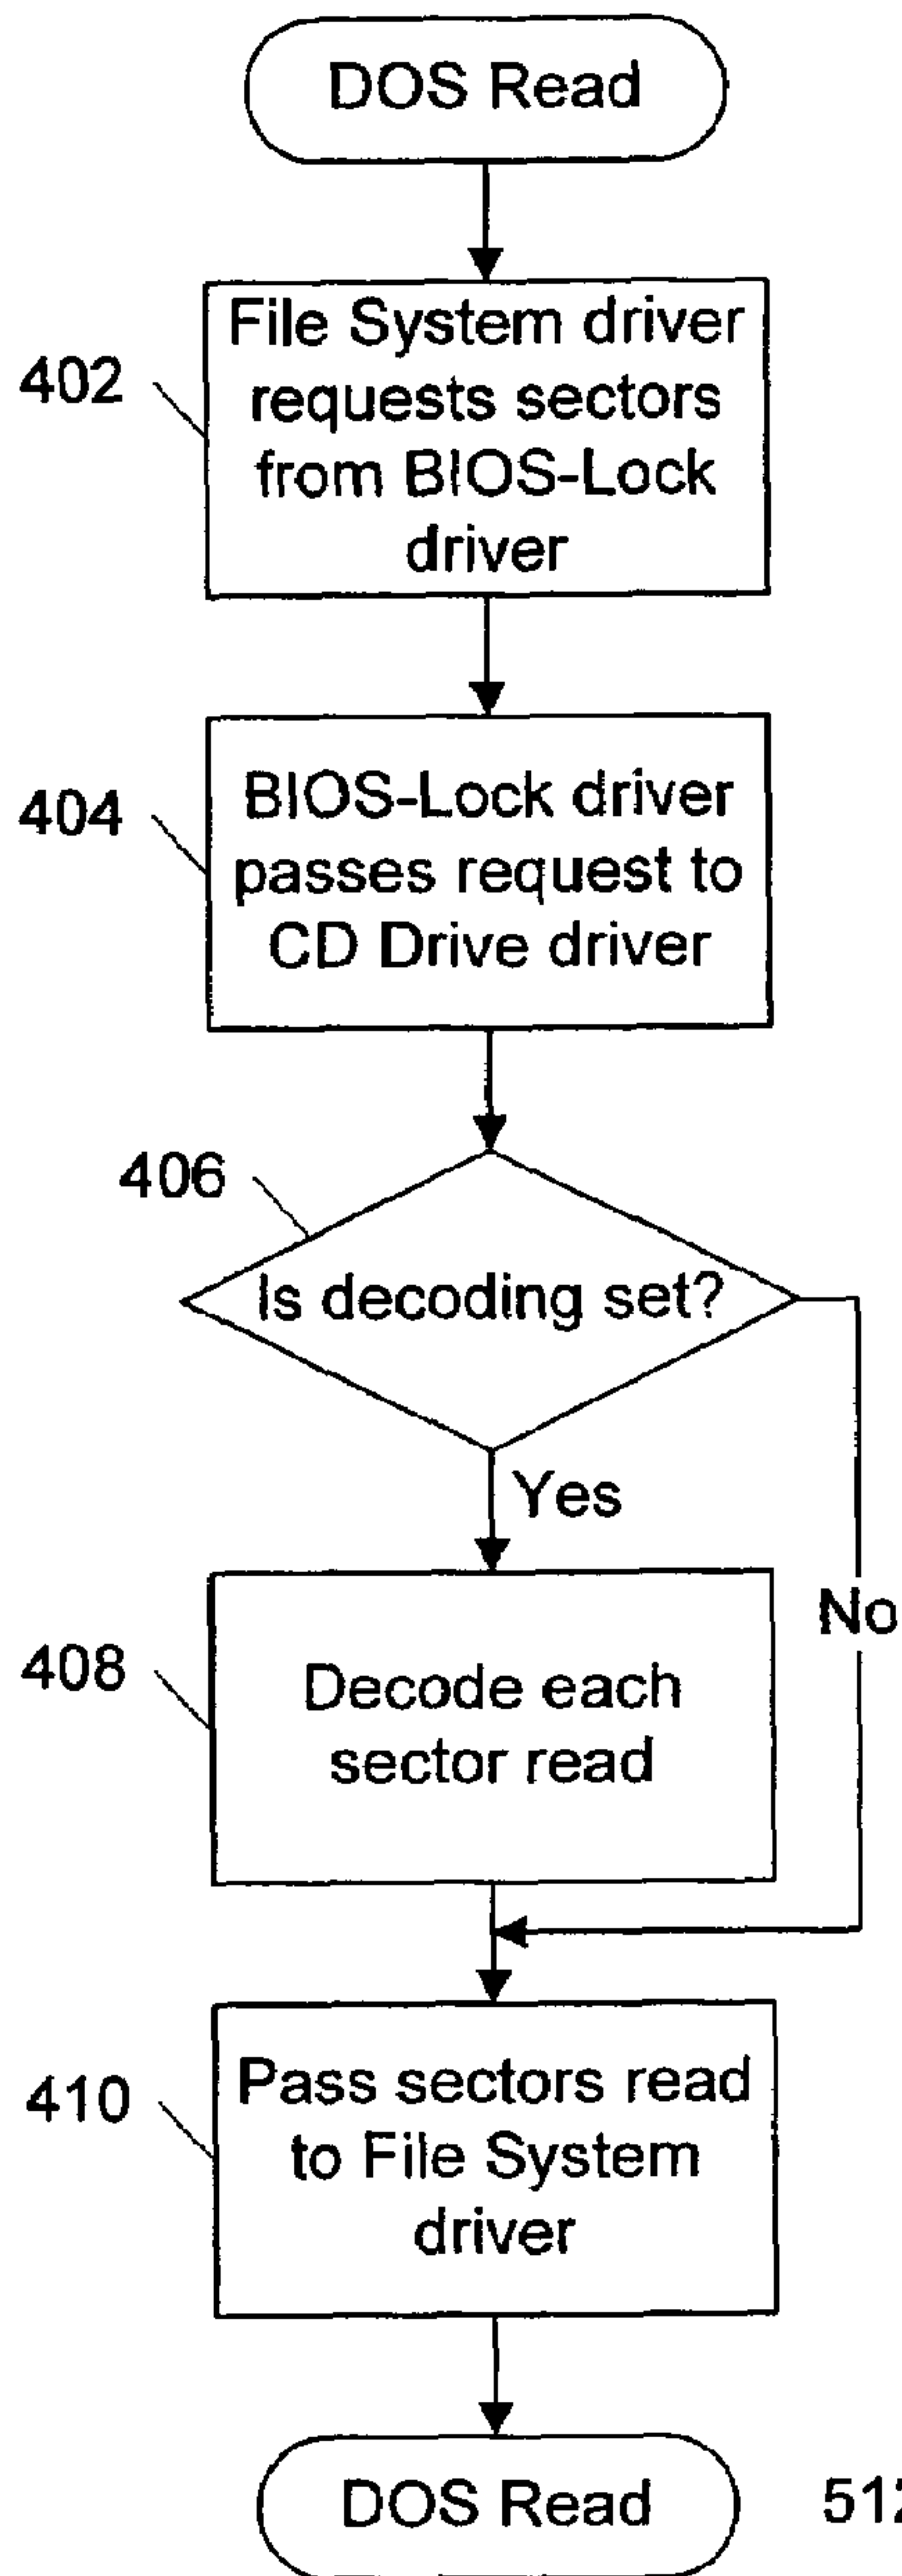 DOS Read
File System driver
requests sectors
from BIOS-Lock
driver
402
BIOS-Lock driver
passes request to
CD Drive driver
404
406
Is decoding set?
Yes
No
408
Decode each
sector read
410
Pass sectors read
to File System
driver
DOS Read
512